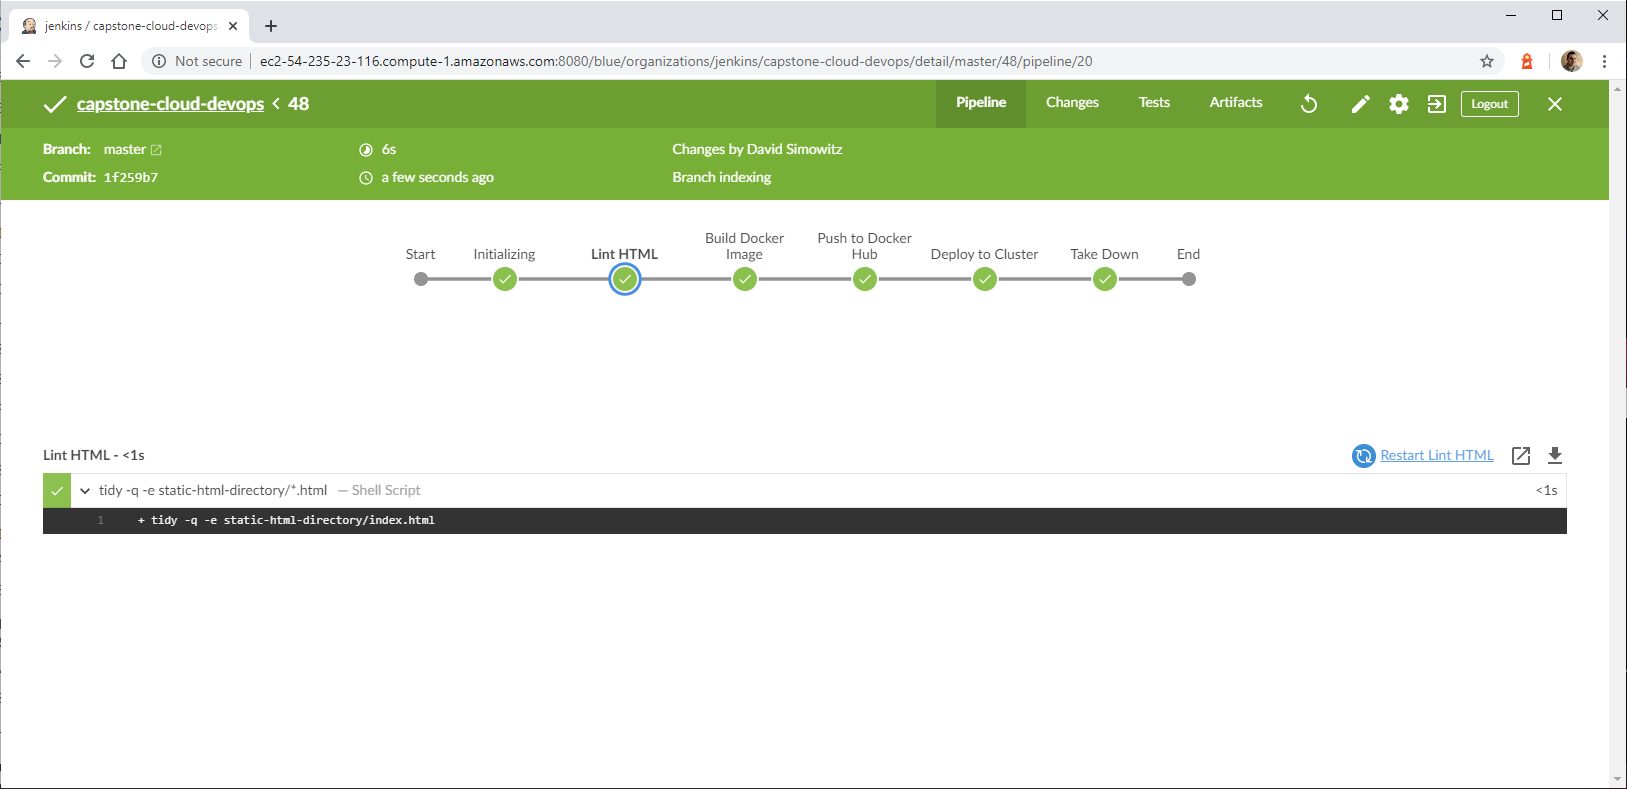 jenkins / capstone-cloud-devops
Not secure
ec2-54-235-23-116.compute-1.amazonaws.com:8080/blue/organizations/jenkins/capstone-cloud-devops/detail/master/48/pipeline/20
capstone-cloud-devops < 48
Pipeline Changes Tests Artifacts Logout
Branch: master 6s Changes by David Simowitz
Commit: 1f259b7 a few seconds ago Branch indexing
Start Initializing Lint HTML Build Docker Image Push to Docker Hub Deploy to Cluster Take Down End
Lint HTML - <1s Restart Lint HTML
tidy -q -e static-html-directory/*.html — Shell Script <1s
1 + tidy -q -e static-html-directory/index.html